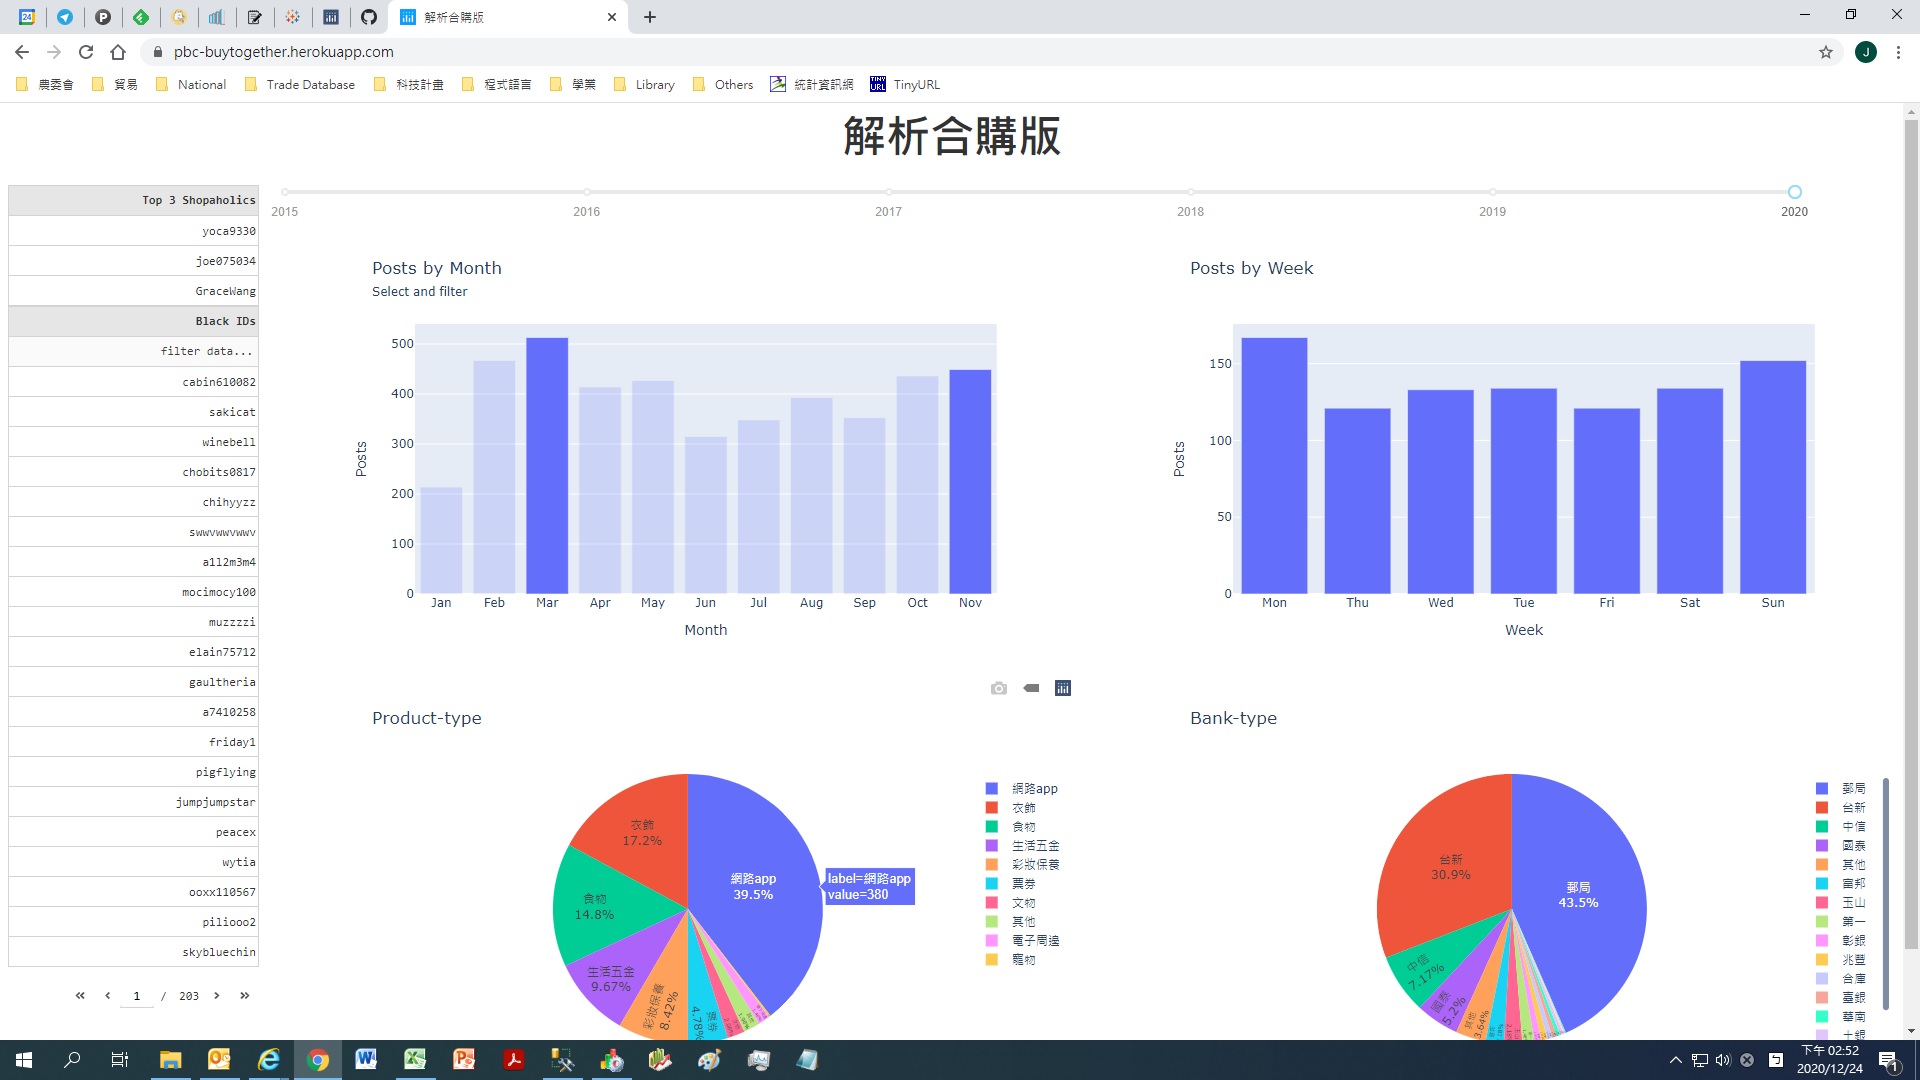 24
解析合購版
pbc-buytogether.herokuapp.com
J
農委會
貿易
National
Trade Database
科技計畫
程式語言
學業
Library
Others
統計資訊網
TINY URL
TinyURL
解析合購版
2015
2016
2017
2018
2019
2020
Top 3 Shopaholics
yoca9330
joe075034
GraceWang
Black IDs
filter data...
cabin610082
sakicat
winebell
chobits0817
chihyyzz
swwvwwvwwv
a1l2m3m4
mocimocy100
muzzzzi
elain75712
gaultheria
a7410258
friday1
pigflying
jumpjumpstar
peacex
wytia
ooxx110567
piliooo2
skybluechin
1 / 203
Posts by Month
Select and filter
Posts
500
400
300
200
100
0
Jan Feb Mar Apr May Jun Jul Aug Sep Oct Nov
Month
Posts by Week
Posts
150
100
50
0
Mon Thu Wed Tue Fri Sat Sun
Week
Product-type
衣飾
17.2%
網路app
39.5%
label=網路app
value=380
食物
14.8%
生活五金
9.67%
彩妝保養
8.42%
票券
4.78%
網路app
衣飾
食物
生活五金
彩妝保養
票券
文物
其他
電子周邊
寵物
Bank-type
台新
30.9%
郵局
43.5%
中信
7.17%
國泰
5.2%
其他
3.64%
郵局
台新
中信
國泰
其他
富邦
玉山
第一
彰銀
兆豐
合庫
臺銀
華南
土銀
下午 02:52
2020/12/24
1